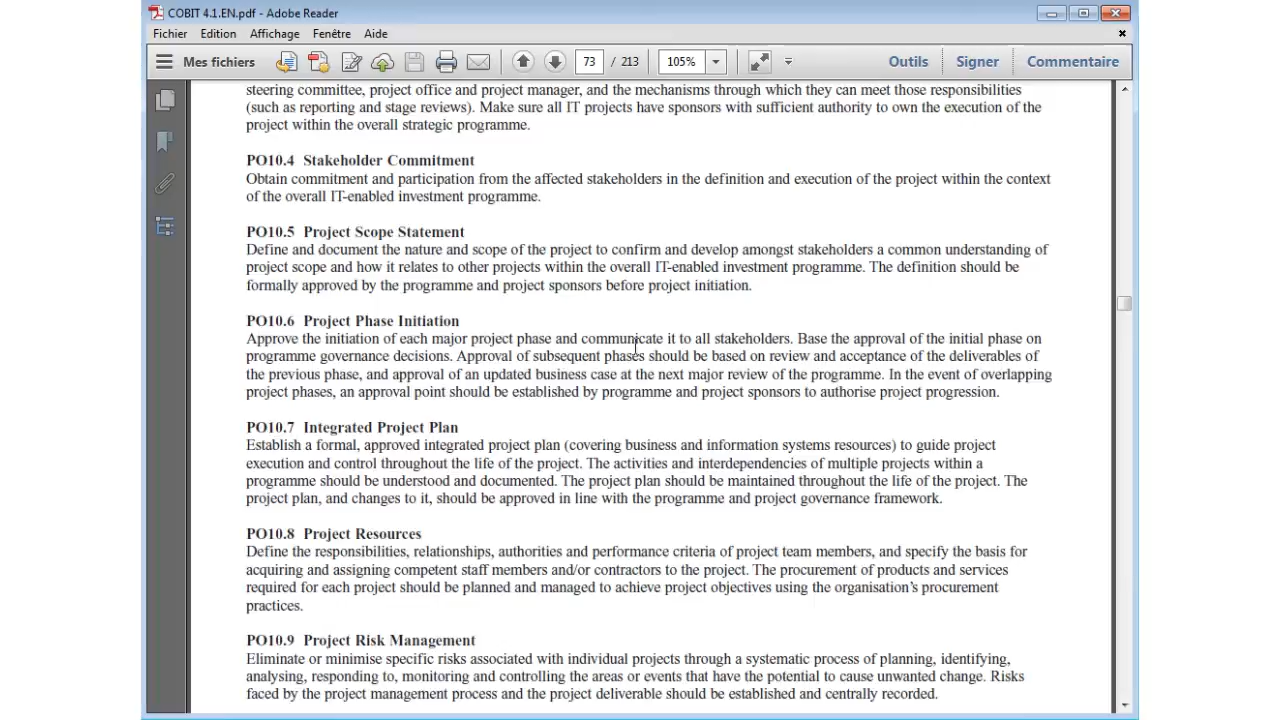 COBIT 4.1.EN.pdf - Adobe Reader
Fichier Edition Affichage Fenêtre Aide
Mes fichiers 73 / 213 105% Outils Signer Commentaire
steering committee, project office and project manager, and the mechanisms through which they can meet those responsibilities
(such as reporting and stage reviews). Make sure all IT projects have sponsors with sufficient authority to own the execution of the
project within the overall strategic programme.
PO10.4 Stakeholder Commitment
Obtain commitment and participation from the affected stakeholders in the definition and execution of the project within the context
of the overall IT-enabled investment programme.
PO10.5 Project Scope Statement
Define and document the nature and scope of the project to confirm and develop amongst stakeholders a common understanding of
project scope and how it relates to other projects within the overall IT-enabled investment programme. The definition should be
formally approved by the programme and project sponsors before project initiation.
PO10.6 Project Phase Initiation
Approve the initiation of each major project phase and communicate it to all stakeholders. Base the approval of the initial phase on
programme governance decisions. Approval of subsequent phases should be based on review and acceptance of the deliverables of
the previous phase, and approval of an updated business case at the next major review of the programme. In the event of overlapping
project phases, an approval point should be established by programme and project sponsors to authorise project progression.
PO10.7 Integrated Project Plan
Establish a formal, approved integrated project plan (covering business and information systems resources) to guide project
execution and control throughout the life of the project. The activities and interdependencies of multiple projects within a
programme should be understood and documented. The project plan should be maintained throughout the life of the project. The
project plan, and changes to it, should be approved in line with the programme and project governance framework.
PO10.8 Project Resources
Define the responsibilities, relationships, authorities and performance criteria of project team members, and specify the basis for
acquiring and assigning competent staff members and/or contractors to the project. The procurement of products and services
required for each project should be planned and managed to achieve project objectives using the organisation's procurement
practices.
PO10.9 Project Risk Management
Eliminate or minimise specific risks associated with individual projects through a systematic process of planning, identifying,
analysing, responding to, monitoring and controlling the areas or events that have the potential to cause unwanted change. Risks
faced by the project management process and the project deliverable should be established and centrally recorded.